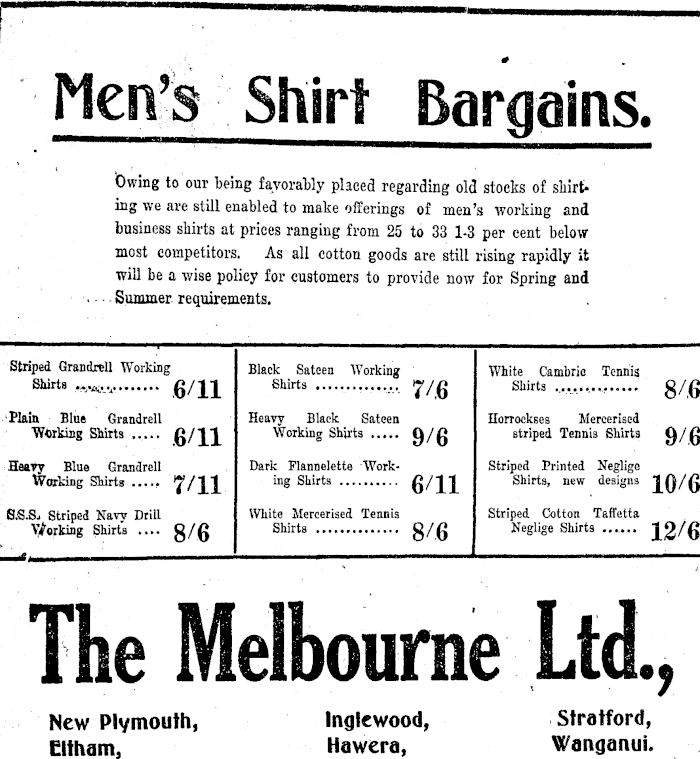 Men's Shirt Bargains.
Owing to our being favorably placed regarding old stocks of shirt-
ing we are still enabled to make offerings of men's working and
business shirts at prices ranging from 25 to 33 1-3 per cent below
most competitors. As all cotton goods are still rising rapidly it
will be a wise policy for customers to provide now for Spring and
Summer requirements.
Striped Grandrell Working
Shirts .............. 6/11
Plain Blue Grandrell
Working Shirts ..... 6/11
Heavy Blue Grandrell
Working Shirts ..... 7/11
S.S.S. Striped Navy Drill
Working Shirts .... 8/6
Black Sateen Working
Shirts .............. 7/6
Heavy Black Sateen
Working Shirts ..... 9/6
Dark Flannelette Work-
ing Shirts .......... 6/11
White Mercerised Tennis
Shirts .............. 8/6
White Cambric Tennis
Shirts .............. 8/6
Horrockses Mercerised
striped Tennis Shirts 9/6
Striped Printed Neglige
Shirts, new designs 10/6
Striped Cotton Taffetta
Neglige Shirts ...... 12/6
The Melbourne Ltd.,
New Plymouth, Inglewood, Stratford,
Eltham, Hawera, Wanganui.